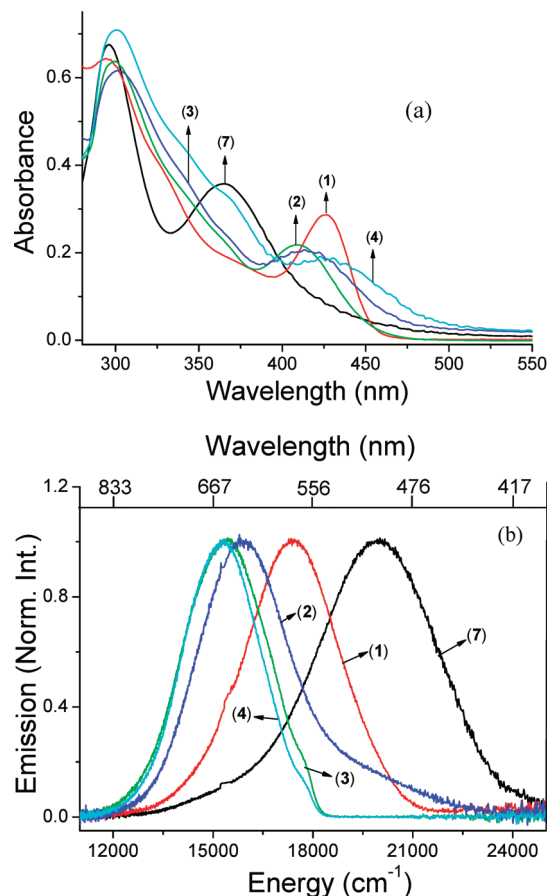 (a)
(3)
(7)
(2)
(1)
(4)
Absorbance
0.6
0.4
0.2
0.0
300 350 400 450 500 550
Wavelength (nm)
Wavelength (nm)
833 667 556 476 417
(b)
Emission (Norm. Int.)
1.2
0.8
0.4
0.0
(2)
(1)
(7)
(4)
(3)
12000 15000 18000 21000 24000
Energy (cm⁻¹)